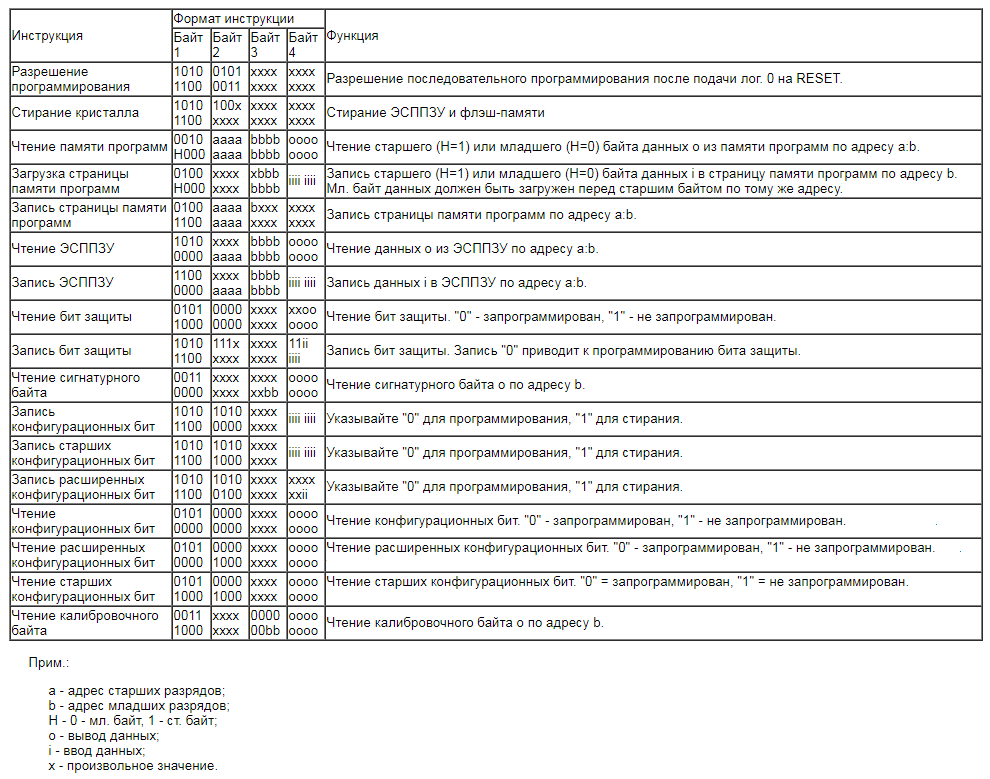 Инструкция
Формат инструкции
Функция
Байт 1
Байт 2
Байт 3
Байт 4
Разрешение
программирования
1010 0101 xxxx xxxx
1100 0011 xxxx xxxx
Разрешение последовательного программирования после подачи лог. 0 на RESET.
Стирание кристалла
1010 100x xxxx xxxx
1100 xxxx xxxx xxxx
Стирание ЭСППЗУ и флэш-памяти
Чтение памяти программ
0010 aaaa bbbb oooo
H000 aaaa bbbb oooo
Чтение старшего (H=1) или младшего (H=0) байта данных o из памяти программ по адресу a:b.
Загрузка страницы
памяти программ
0100 xxxx xbbb iiii iiii
H000 xxxx bbbb
Запись старшего (H=1) или младшего (H=0) байта данных i в страницу памяти программ по адресу b.
Мл. байт данных должен быть загружен перед старшим байтом по тому же адресу.
Запись страницы памяти
программ
0100 aaaa bxxx xxxx
1100 aaaa xxxx xxxx
Запись страницы памяти программ по адресу a:b.
Чтение ЭСППЗУ
1010 xxxx bbbb oooo
0000 aaaa bbbb oooo
Чтение данных o из ЭСППЗУ по адресу a:b.
Запись ЭСППЗУ
1100 xxxx bbbb iiii iiii
0000 aaaa bbbb
Запись данных i в ЭСППЗУ по адресу a:b.
Чтение бит защиты
0101 0000 xxxx xxoo
1000 0000 xxxx oooo
Чтение бит защиты. "0" - запрограммирован, "1" - не запрограммирован.
Запись бит защиты
1010 111x xxxx 11ii
1100 xxxx xxxx iiii
Запись бит защиты. Запись "0" приводит к программированию бита защиты.
Чтение сигнатурного
байта
0011 xxxx xxxx oooo
0000 xxxx xxbb oooo
Чтение сигнатурного байта o по адресу b.
Запись
конфигурационных бит
1010 1010 xxxx iiii iiii
1100 0000 xxxx
Указывайте "0" для программирования, "1" для стирания.
Запись старших
конфигурационных бит
1010 1010 xxxx iiii iiii
1100 1000 xxxx
Указывайте "0" для программирования, "1" для стирания.
Запись расширенных
конфигурационных бит
1010 1010 xxxx xxxx
1100 0100 xxxx xxii
Указывайте "0" для программирования, "1" для стирания.
Чтение
конфигурационных бит
0101 0000 xxxx oooo
0000 0000 xxxx oooo
Чтение конфигурационных бит. "0" - запрограммирован, "1" - не запрограммирован. .
Чтение расширенных
конфигурационных бит
0101 0000 xxxx oooo
0000 1000 xxxx oooo
Чтение расширенных конфигурационных бит. "0" - запрограммирован, "1" - не запрограммирован. .
Чтение старших
конфигурационных бит
0101 0000 xxxx oooo
1000 1000 xxxx oooo
Чтение старших конфигурационных бит. "0" = запрограммирован, "1" = не запрограммирован.
Чтение калибровочного
байта
0011 xxxx 0000 oooo
1000 xxxx 00bb oooo
Чтение калибровочного байта o по адресу b.
Прим.:
a - адрес старших разрядов;
b - адрес младших разрядов;
H - 0 - мл. байт, 1 - ст. байт;
o - вывод данных;
i - ввод данных;
x - произвольное значение.